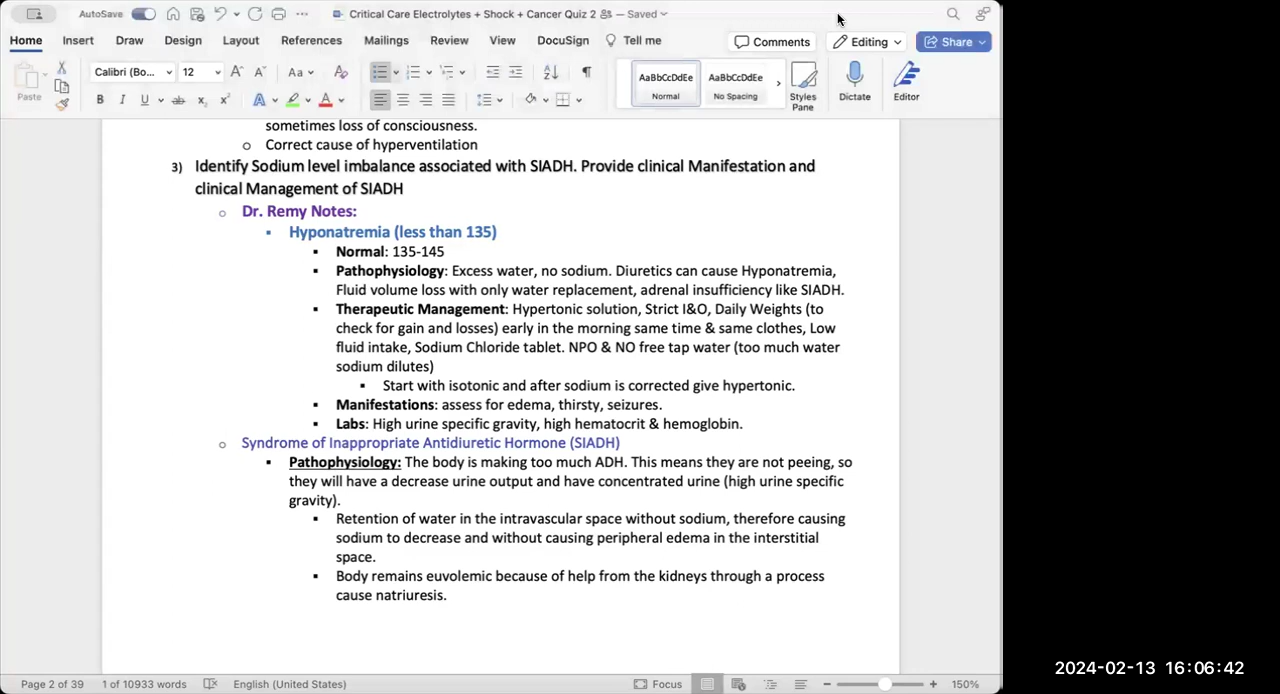 AutoSave
Critical Care Electrolytes + Shock + Cancer Quiz 2 — Saved
Home Insert Draw Design Layout References Mailings Review View DocuSign Tell me Comments Editing Share
Paste Calibri (Bo... 12 Aa AaBbCcDdEe Normal AaBbCcDdEe No Spacing Styles Pane Dictate Editor
sometimes loss of consciousness.
o Correct cause of hyperventilation
3) Identify Sodium level imbalance associated with SIADH. Provide clinical Manifestation and
clinical Management of SIADH
o Dr. Remy Notes:
▪ Hyponatremia (less than 135)
▪ Normal: 135-145
▪ Pathophysiology: Excess water, no sodium. Diuretics can cause Hyponatremia,
Fluid volume loss with only water replacement, adrenal insufficiency like SIADH.
▪ Therapeutic Management: Hypertonic solution, Strict I&O, Daily Weights (to
check for gain and losses) early in the morning same time & same clothes, Low
fluid intake, Sodium Chloride tablet. NPO & NO free tap water (too much water
sodium dilutes)
▪ Start with isotonic and after sodium is corrected give hypertonic.
▪ Manifestations: assess for edema, thirsty, seizures.
▪ Labs: High urine specific gravity, high hematocrit & hemoglobin.
o Syndrome of Inappropriate Antidiuretic Hormone (SIADH)
▪ Pathophysiology: The body is making too much ADH. This means they are not peeing, so
they will have a decrease urine output and have concentrated urine (high urine specific
gravity).
▪ Retention of water in the intravascular space without sodium, therefore causing
sodium to decrease and without causing peripheral edema in the interstitial
space.
▪ Body remains euvolemic because of help from the kidneys through a process
cause natriuresis.
Page 2 of 39 1 of 10933 words English (United States) Focus 150%
2024-02-13 16:06:42